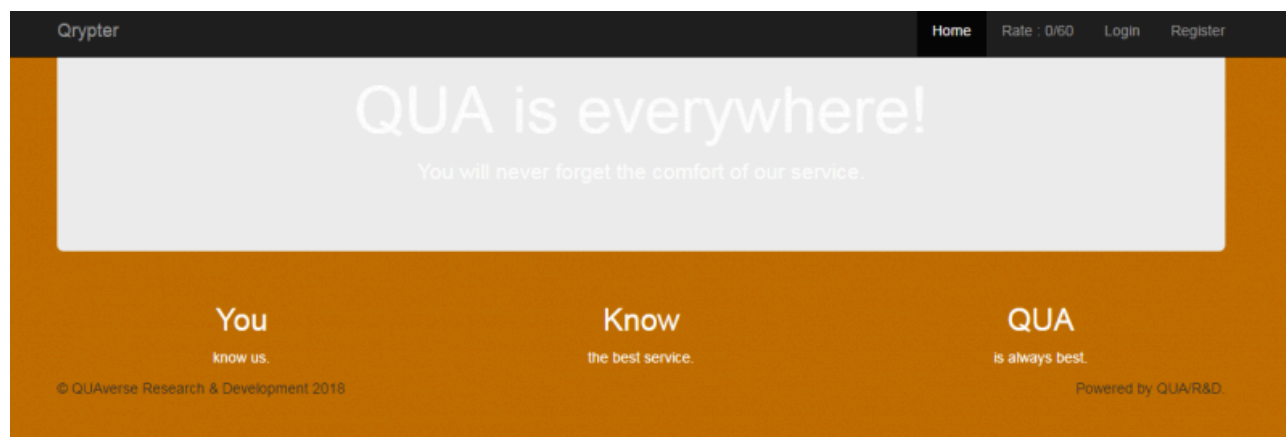 Qrypter Home Rate : 0/60 Login Register
QUA is everywhere!
You will never forget the comfort of our service.
You Know QUA
know us. the best service. is always best.
© QUAverse Research & Development 2018 Powered by QUA/R&D.